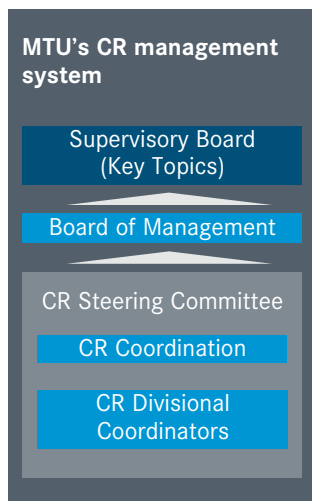 MTU's CR management
system
Supervisory Board
(Key Topics)
Board of Management
CR Steering Committee
CR Coordination
CR Divisional
Coordinators